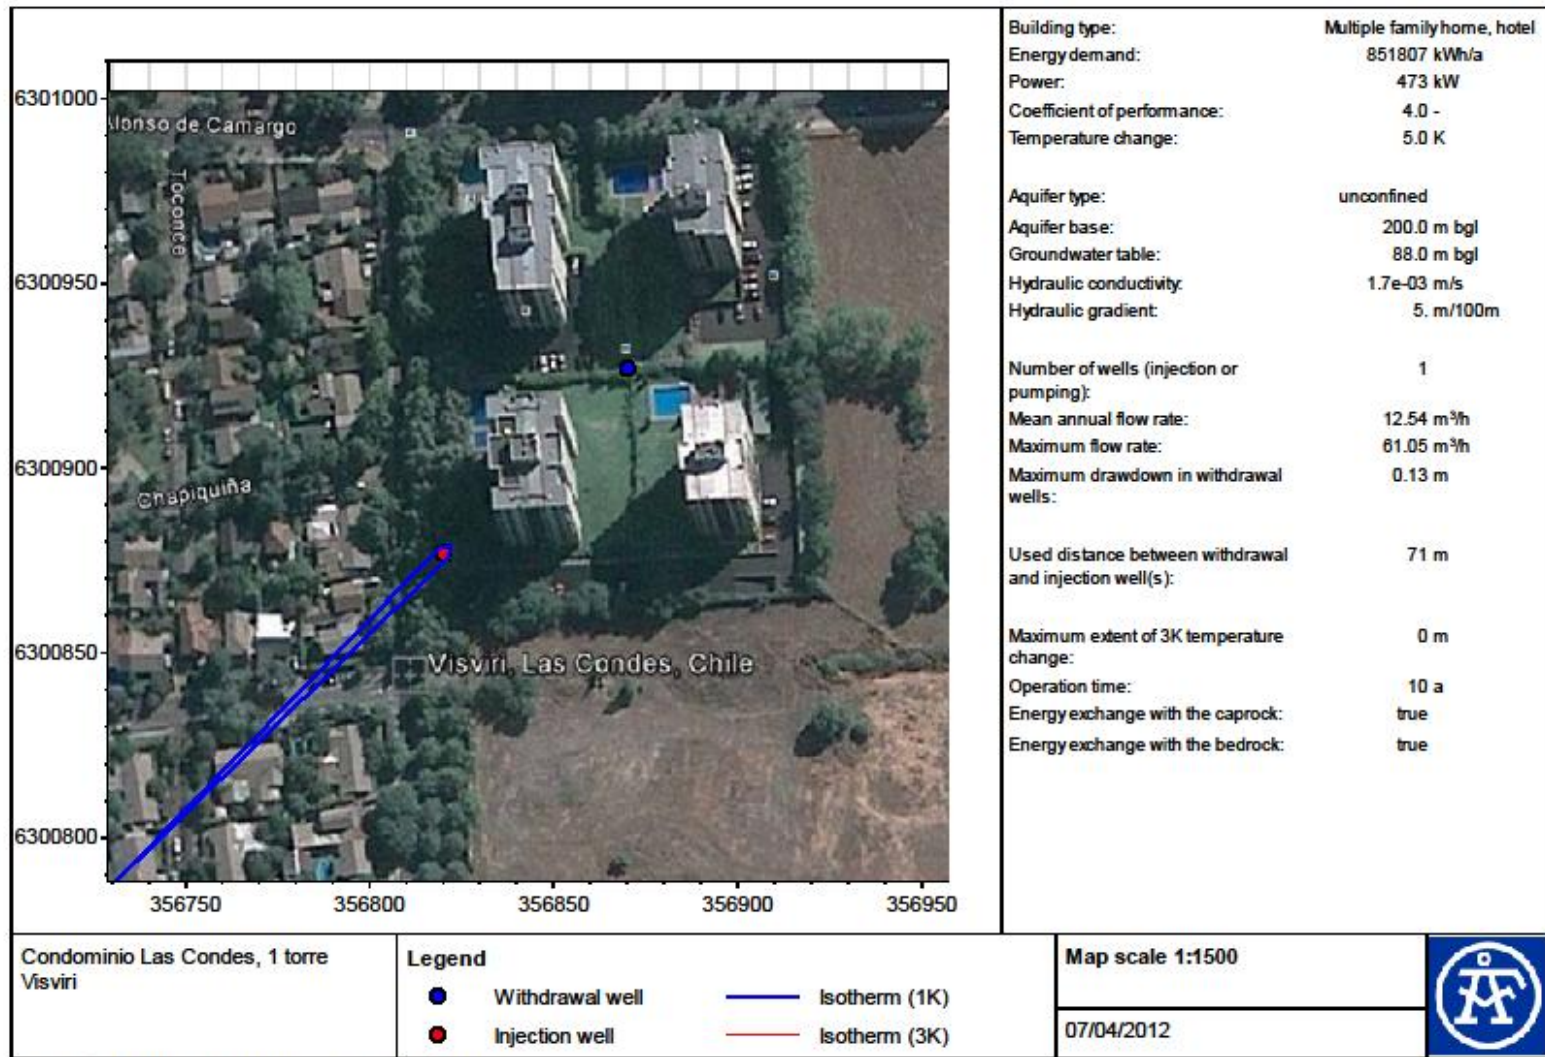 6301000
6300950
6300900
6300850
6300800
356750
356800
356850
356900
356950
Alonso de Camargo
Toconce
Chapiquiña
Visviri, Las Condes, Chile
Building type: Multiple family home, hotel
Energy demand: 851807 kWh/a
Power: 473 kW
Coefficient of performance: 4.0 -
Temperature change: 5.0 K
Aquifer type: unconfined
Aquifer base: 200.0 m bgl
Groundwater table: 88.0 m bgl
Hydraulic conductivity: 1.7e-03 m/s
Hydraulic gradient: 5. m/100m
Number of wells (injection or 1
pumping):
Mean annual flow rate: 12.54 m³/h
Maximum flow rate: 61.05 m³/h
Maximum drawdown in withdrawal 0.13 m
wells:
Used distance between withdrawal 71 m
and injection well(s):
Maximum extent of 3K temperature 0 m
change:
Operation time: 10 a
Energy exchange with the caprock: true
Energy exchange with the bedrock: true
Condominio Las Condes, 1 torre
Visviri
Legend
Withdrawal well
Isotherm (1K)
Injection well
Isotherm (3K)
Map scale 1:1500
07/04/2012
ÅF